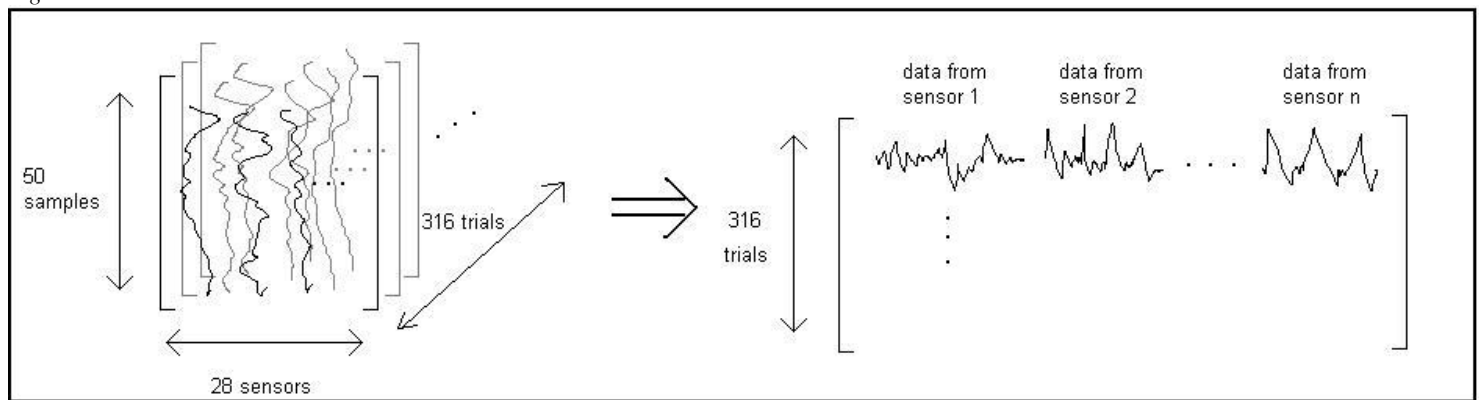 50
samples
28 sensors
316 trials
316
trials
data from
sensor 1
data from
sensor 2
data from
sensor n